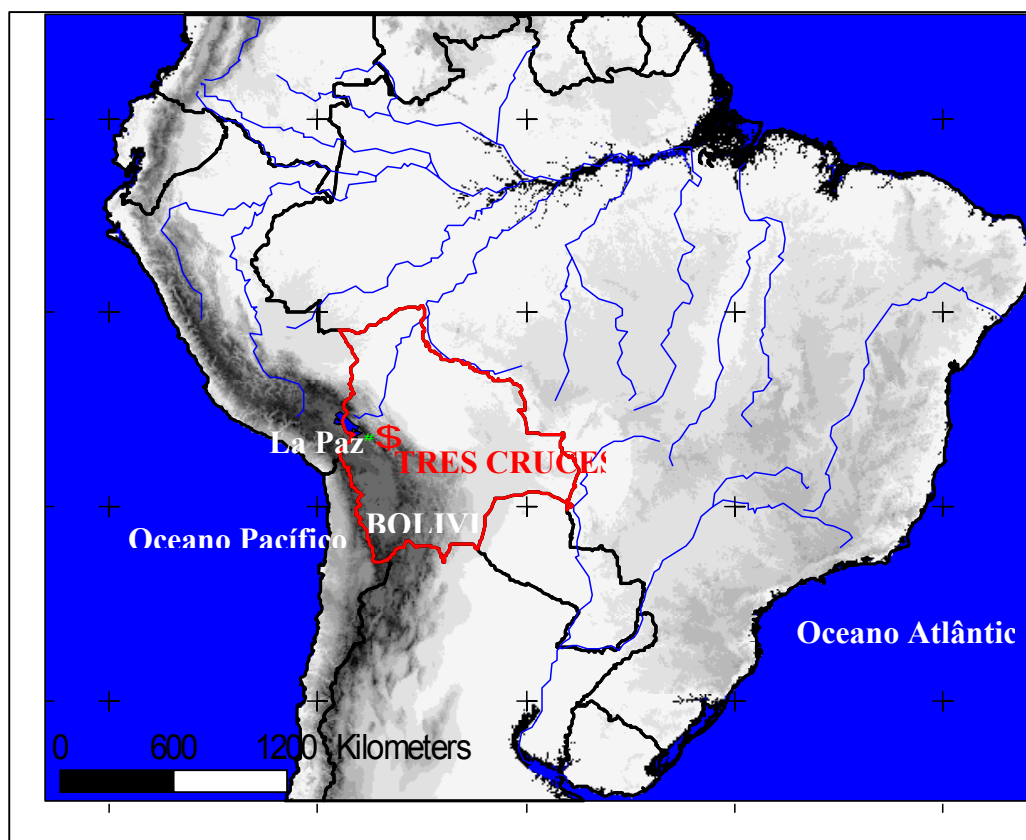 La Paz
$
TRES CRUCES
BOLIVI
Oceano Pacífico
Oceano Atlântic
0 600 1200 Kilometers